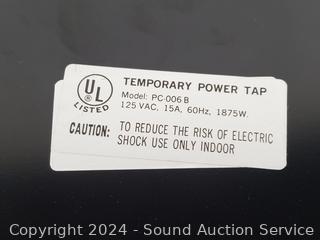 UL
®
LISTED
TEMPORARY POWER TAP
Model: PC-006 B
125 VAC, 15A, 60Hz, 1875W.
CAUTION: TO REDUCE THE RISK OF ELECTRIC
SHOCK USE ONLY INDOOR
Copyright 2024 - Sound Auction Service